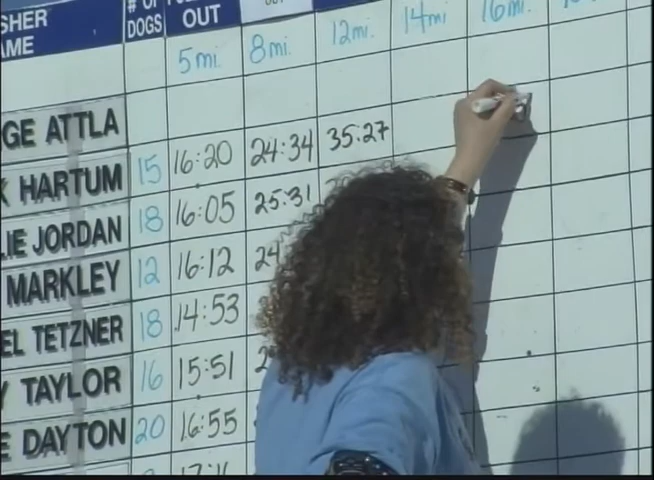 SHER # OF OUT
AME DOGS
5mi. 8mi. 12mi. 14mi 16mi.
GE ATTLA
HARTUM 15 16:20 24:34 35:27
LIE JORDAN 18 16:05 25:31
MARKLEY 12 16:12 24
EL TETZNER 18 14:53
TAYLOR 16 15:51
E DAYTON 20 16:55